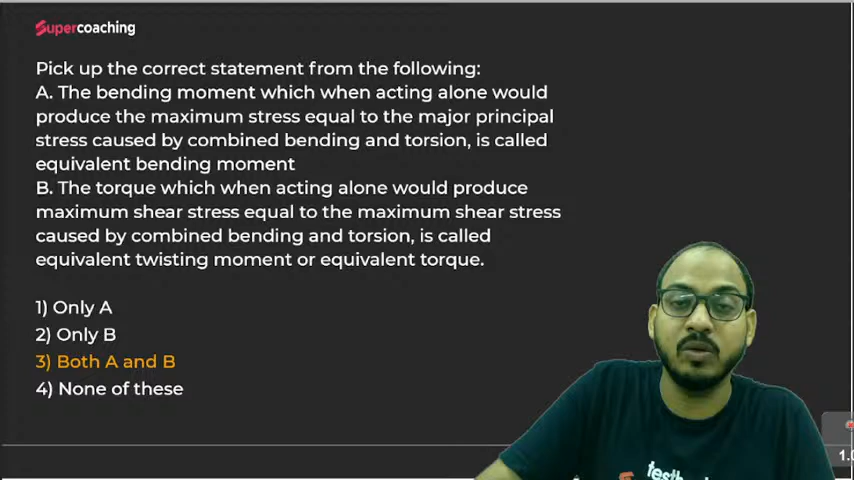 Supercoaching
Pick up the correct statement from the following:
A. The bending moment which when acting alone would
produce the maximum stress equal to the major principal
stress caused by combined bending and torsion, is called
equivalent bending moment
B. The torque which when acting alone would produce
maximum shear stress equal to the maximum shear stress
caused by combined bending and torsion, is called
equivalent twisting moment or equivalent torque.
1) Only A
2) Only B
3) Both A and B
4) None of these